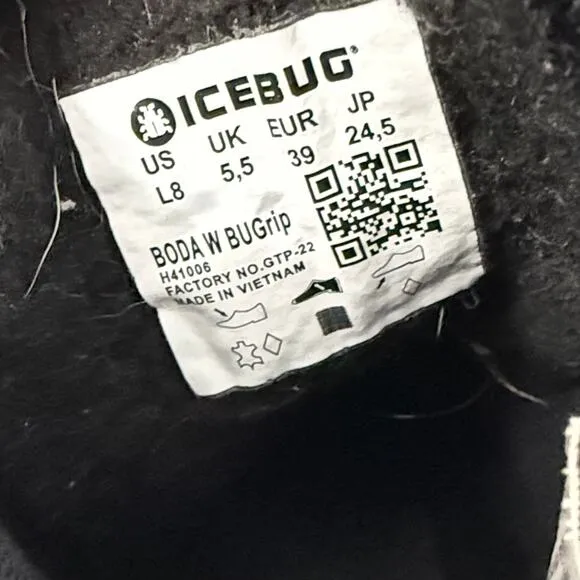 ICEBUG®
US UK EUR JP
L8 5,5 39 24,5
BODA W BUGrip
H41006
FACTORY NO.GTP-22
MADE IN VIETNAM